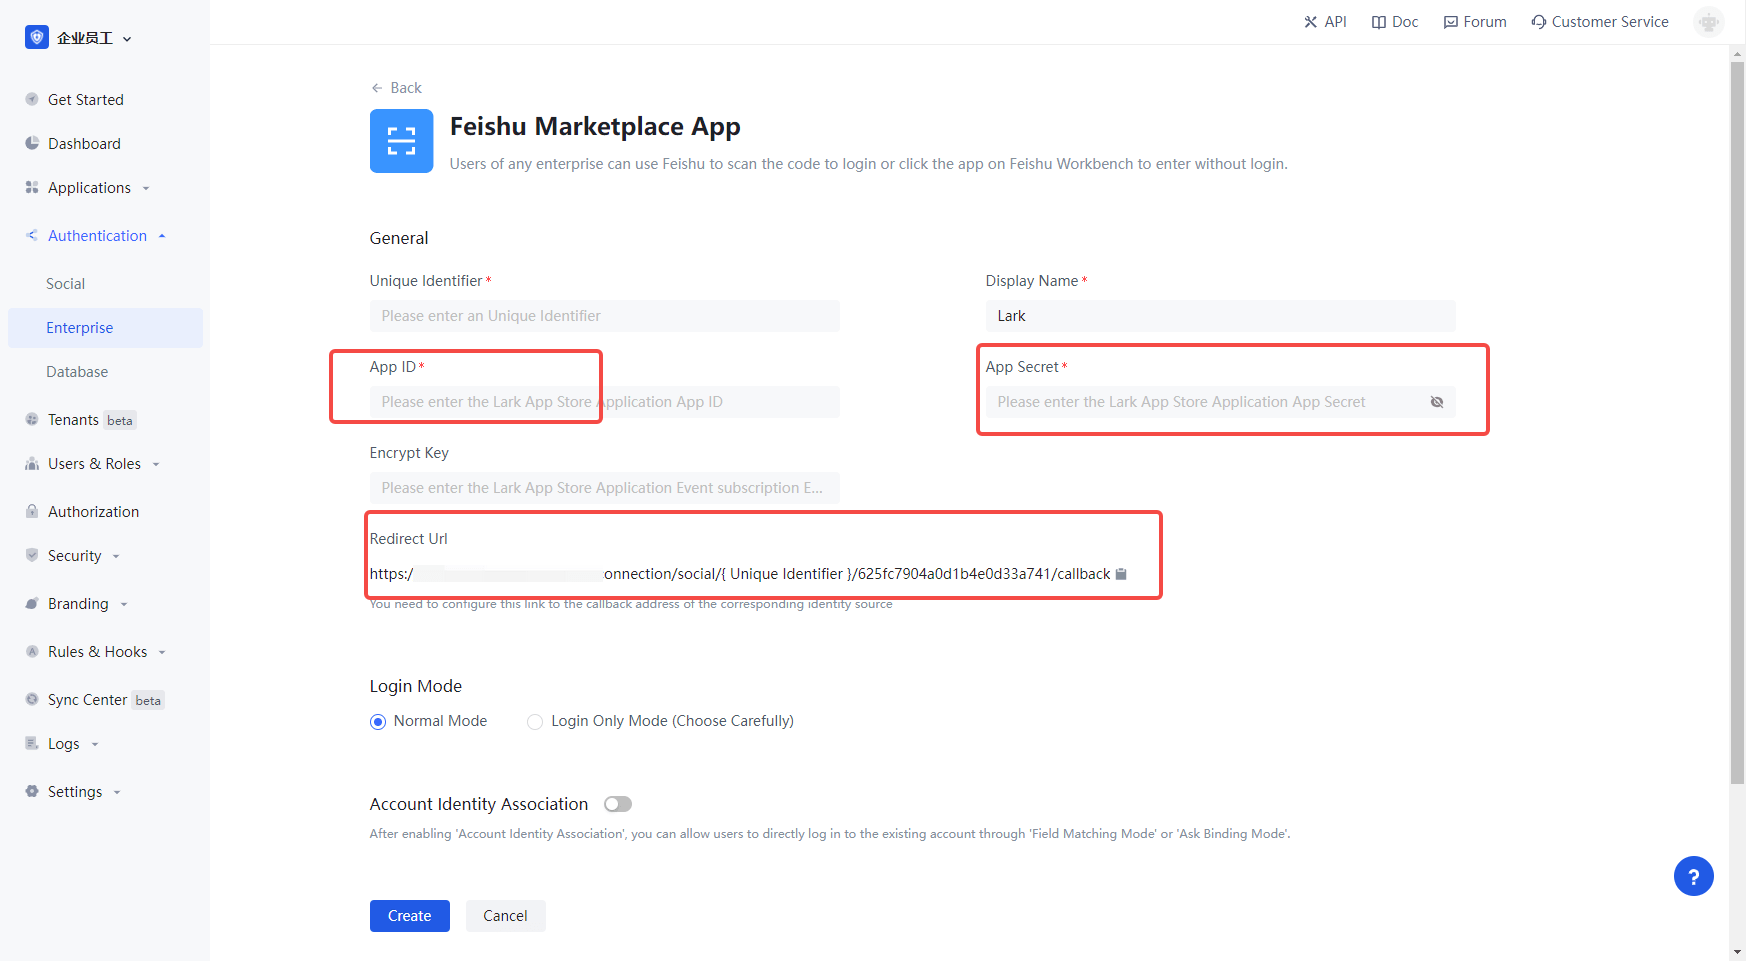 企业员工
API Doc Forum Customer Service
Get Started
Dashboard
Applications
Authentication
Social
Enterprise
Database
Tenants beta
Users & Roles
Authorization
Security
Branding
Rules & Hooks
Sync Center beta
Logs
Settings
Back
Feishu Marketplace App
Users of any enterprise can use Feishu to scan the code to login or click the app on Feishu Workbench to enter without login.
General
Unique Identifier *
Please enter an Unique Identifier
Display Name *
Lark
App ID *
Please enter the Lark App Store Application App ID
App Secret *
Please enter the Lark App Store Application App Secret
Encrypt Key
Please enter the Lark App Store Application Event subscription E...
Redirect Url
https:/ onnection/social/{ Unique Identifier }/625fc7904a0d1b4e0d33a741/callback
You need to configure this link to the callback address of the corresponding identity source
Login Mode
Normal Mode Login Only Mode (Choose Carefully)
Account Identity Association
After enabling 'Account Identity Association', you can allow users to directly log in to the existing account through 'Field Matching Mode' or 'Ask Binding Mode'.
Create Cancel
?